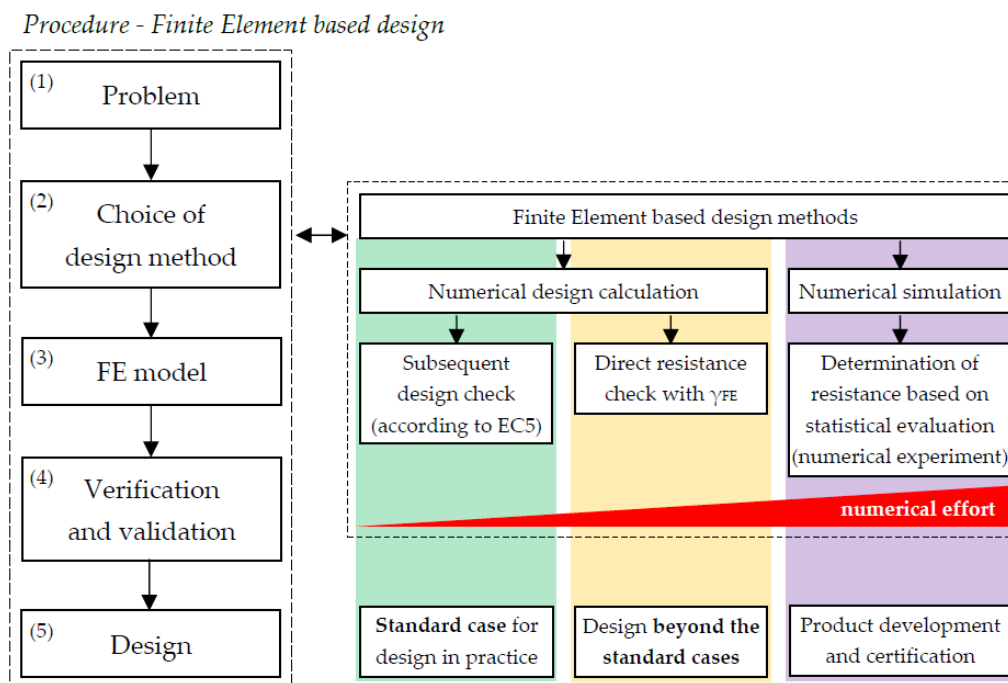 Procedure - Finite Element based design
(1)
Problem
(2)
Choice of
design method
(3)
FE model
(4)
Verification
and validation
(5)
Design
Finite Element based design methods
Numerical design calculation
Numerical simulation
Subsequent
design check
(according to EC5)
Direct resistance
check with γFE
Determination of
resistance based on
statistical evaluation
(numerical experiment)
numerical effort
Standard case for
design in practice
Design beyond the
standard cases
Product development
and certification